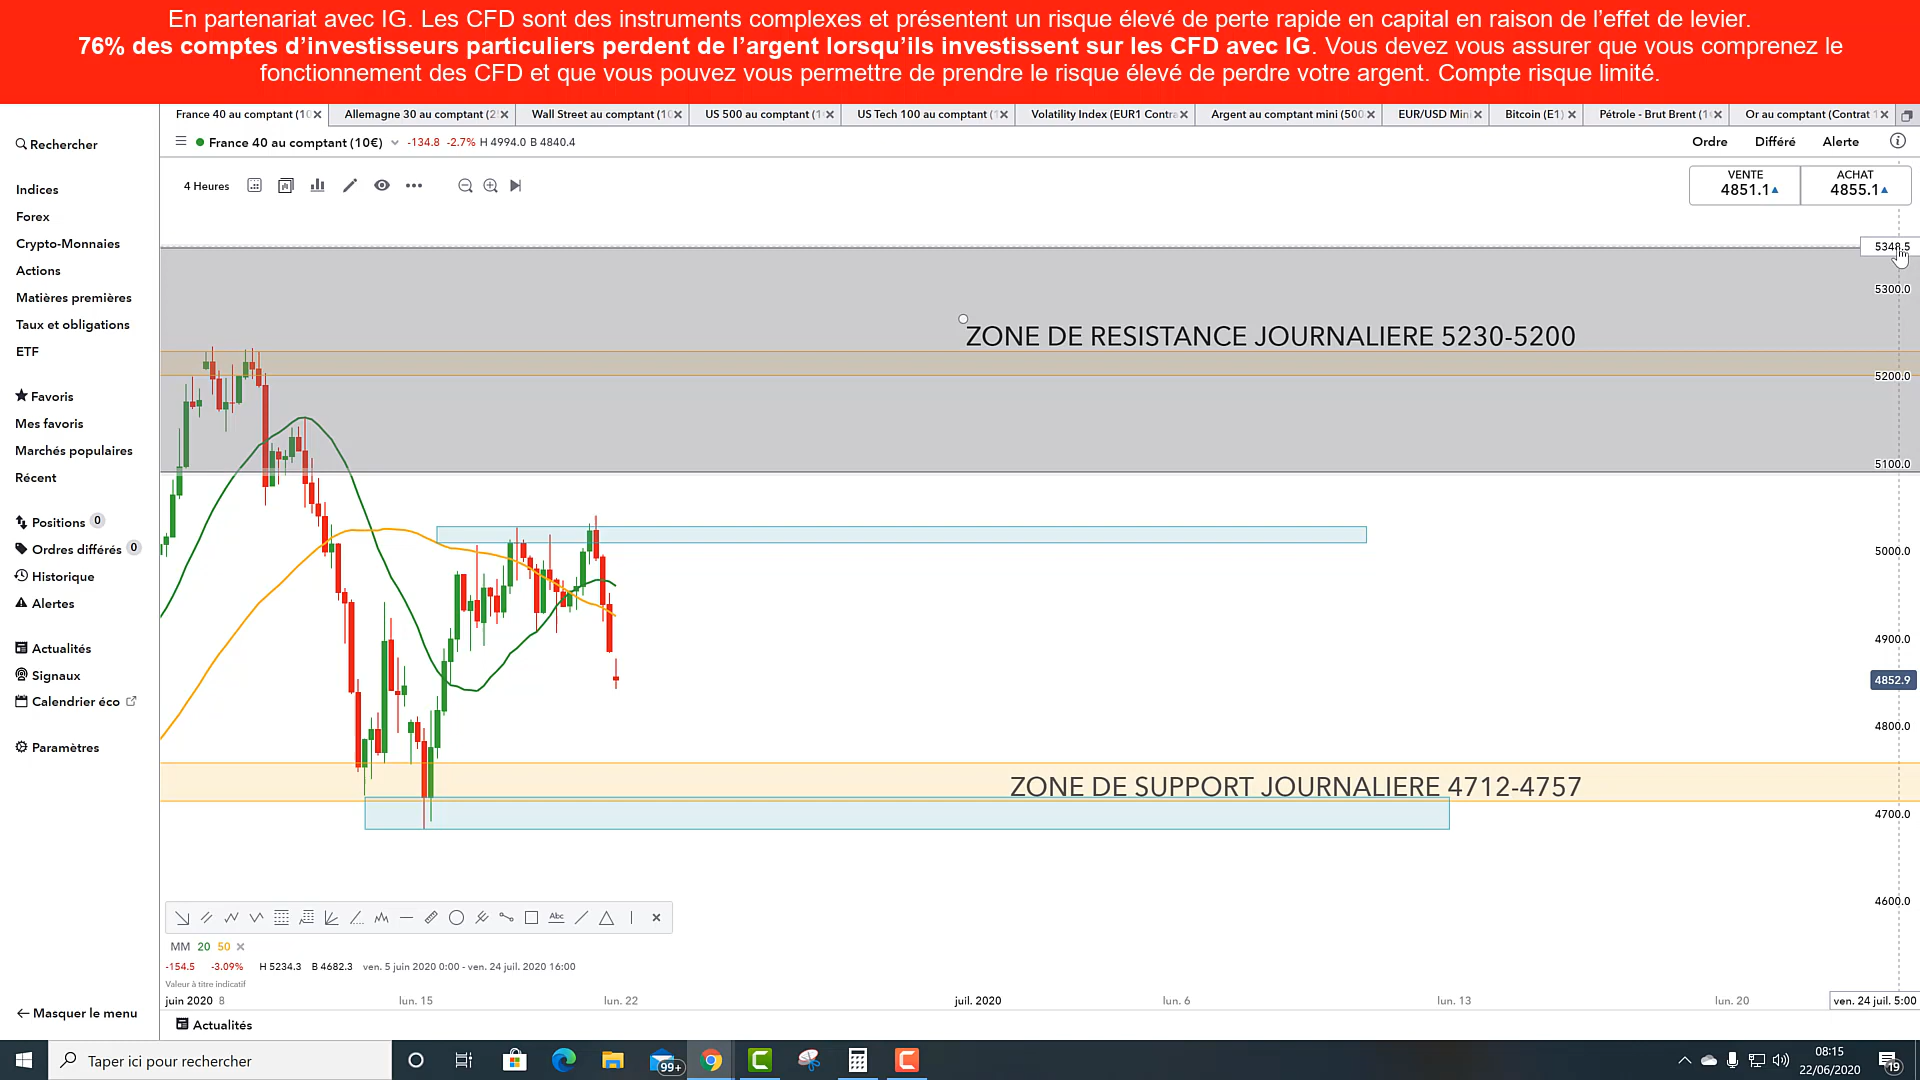 En partenariat avec IG. Les CFD sont des instruments complexes et présentent un risque élevé de perte rapide en capital en raison de l’effet de levier.
76% des comptes d’investisseurs particuliers perdent de l’argent lorsqu’ils investissent sur les CFD avec IG. Vous devez vous assurer que vous comprenez le
fonctionnement des CFD et que vous pouvez vous permettre de prendre le risque élevé de perdre votre argent. Compte risque limité.
France 40 au comptant (10 Allemagne 30 au comptant (2 Wall Street au comptant (10 US 500 au comptant (1 US Tech 100 au comptant ( Volatility Index (EUR1 Contra Argent au comptant mini (500 EUR/USD Mini Bitcoin (E1) Pétrole - Brut Brent (1 Or au comptant (Contrat
Rechercher
France 40 au comptant (10€) -134.8 -2.7% H 4994.0 B 4840.4
Ordre Différé Alerte
4 Heures
VENTE ACHAT
4851.1 4855.1
Indices
Forex
Crypto-Monnaies
Actions
Matières premières
Taux et obligations
ETF
Favoris
Mes favoris
Marchés populaires
Récent
Positions 0
Ordres différés 0
Historique
Alertes
Actualités
Signaux
Calendrier éco
Paramètres
Masquer le menu
5348.5
5300.0
ZONE DE RESISTANCE JOURNALIERE 5230-5200
5200.0
5100.0
5000.0
4900.0
4852.9
4800.0
ZONE DE SUPPORT JOURNALIERE 4712-4757
4700.0
4600.0
Abc
MM 20 50
-154.5 -3.09% H 5234.3 B 4682.3 ven. 5 juin 2020 0:00 - ven. 24 juil. 2020 16:00
Valeur à titre indicatif
juin 2020 8 lun. 15 lun. 22 juil. 2020 lun. 6 lun. 13 lun. 20 ven. 24 juil. 5:00
Actualités
Taper ici pour rechercher
99+
08:15
22/06/2020
19